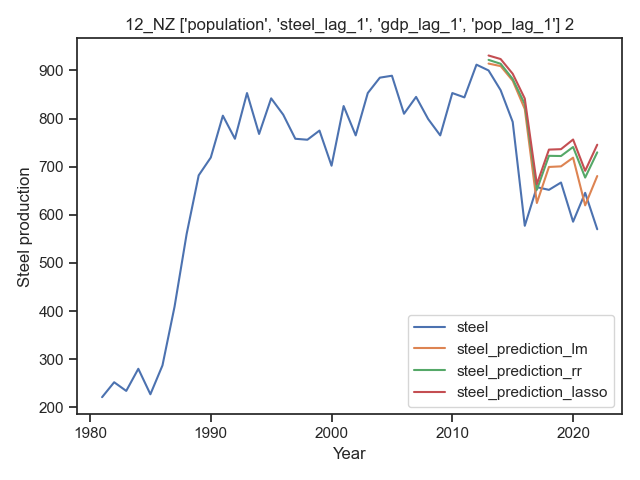 12_NZ ['population', 'steel_lag_1', 'gdp_lag_1', 'pop_lag_1'] 2
900
800
700
600
500
400
300
200
Steel production
1980
1990
2000
2010
2020
Year
steel
steel_prediction_lm
steel_prediction_rr
steel_prediction_lasso